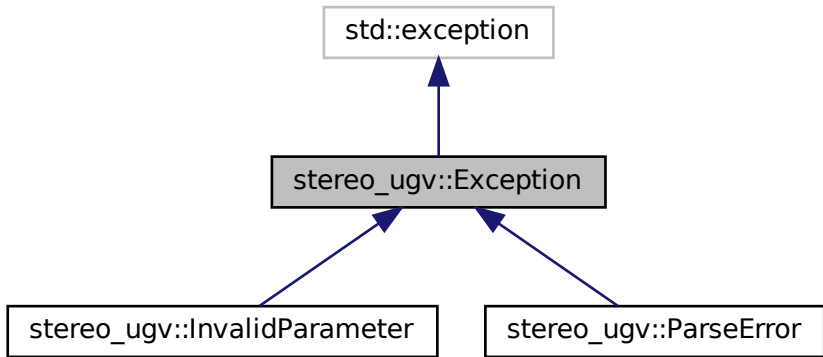 std::exception
stereo_ugv::Exception
stereo_ugv::InvalidParameter
stereo_ugv::ParseError